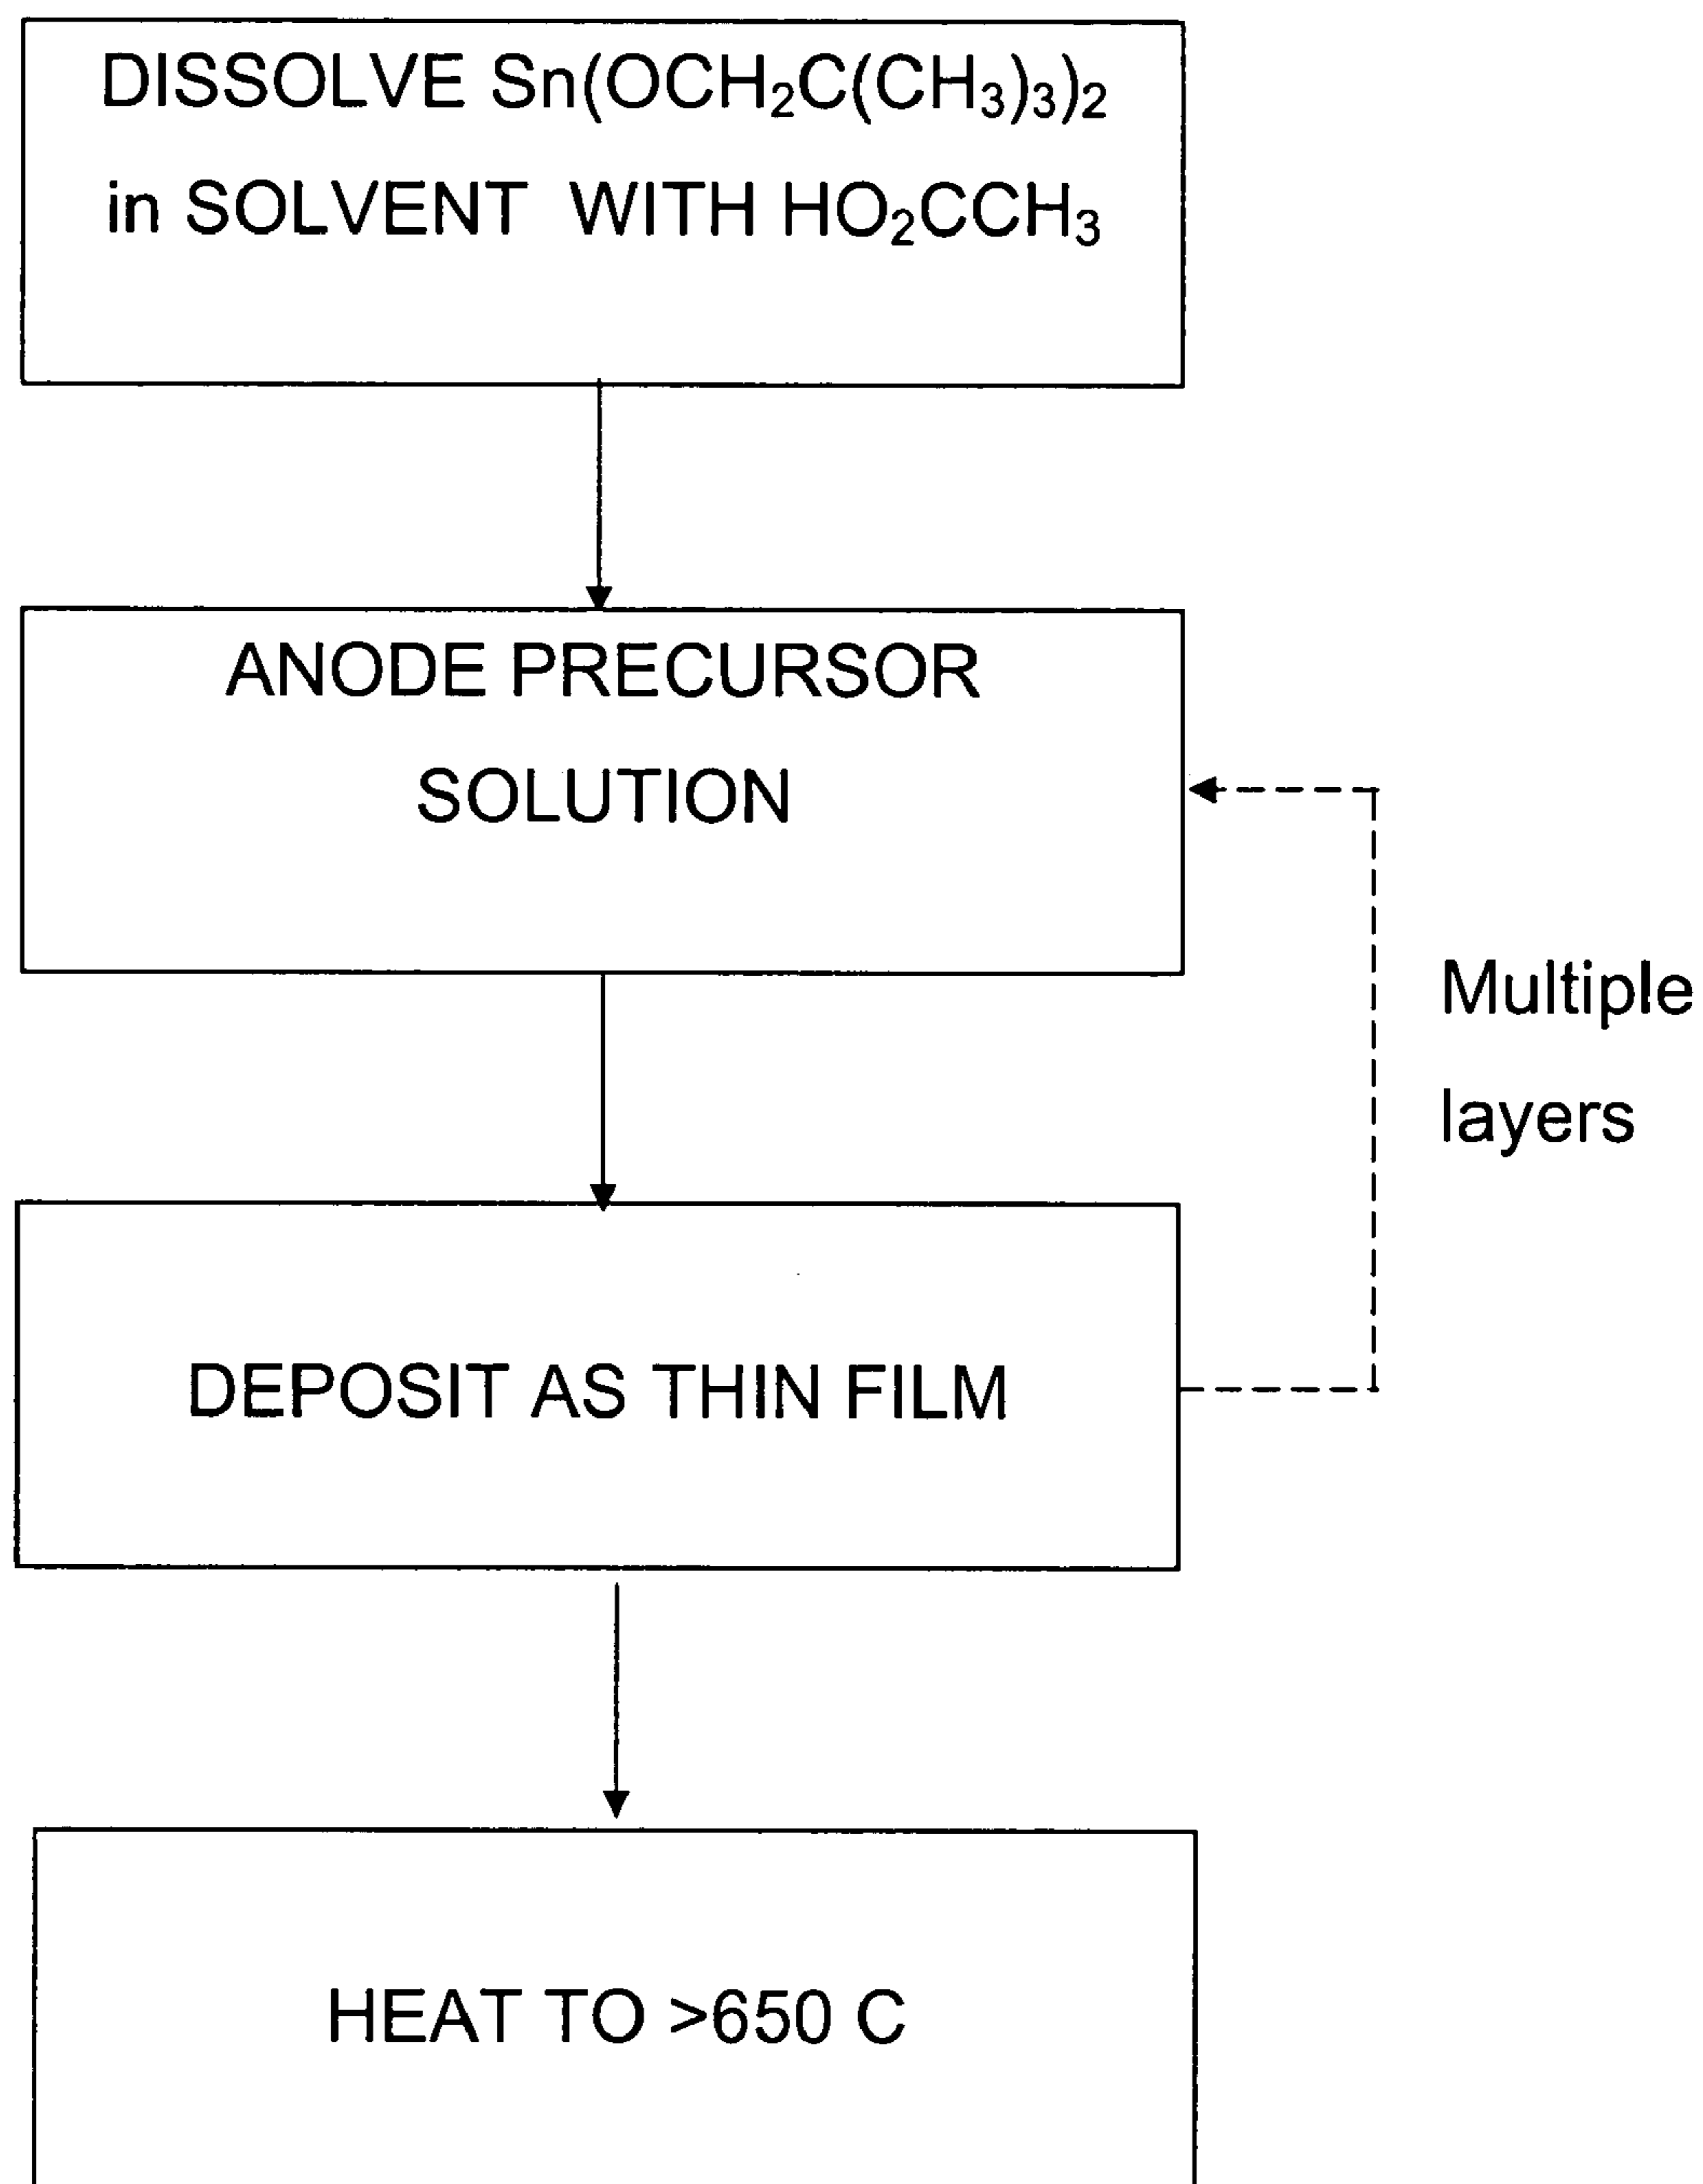 DISSOLVE Sn(OCH₂C(CH₃)₃)₂
in SOLVENT WITH HO₂CCH₃
ANODE PRECURSOR
SOLUTION
Multiple
layers
DEPOSIT AS THIN FILM
HEAT TO >650 C